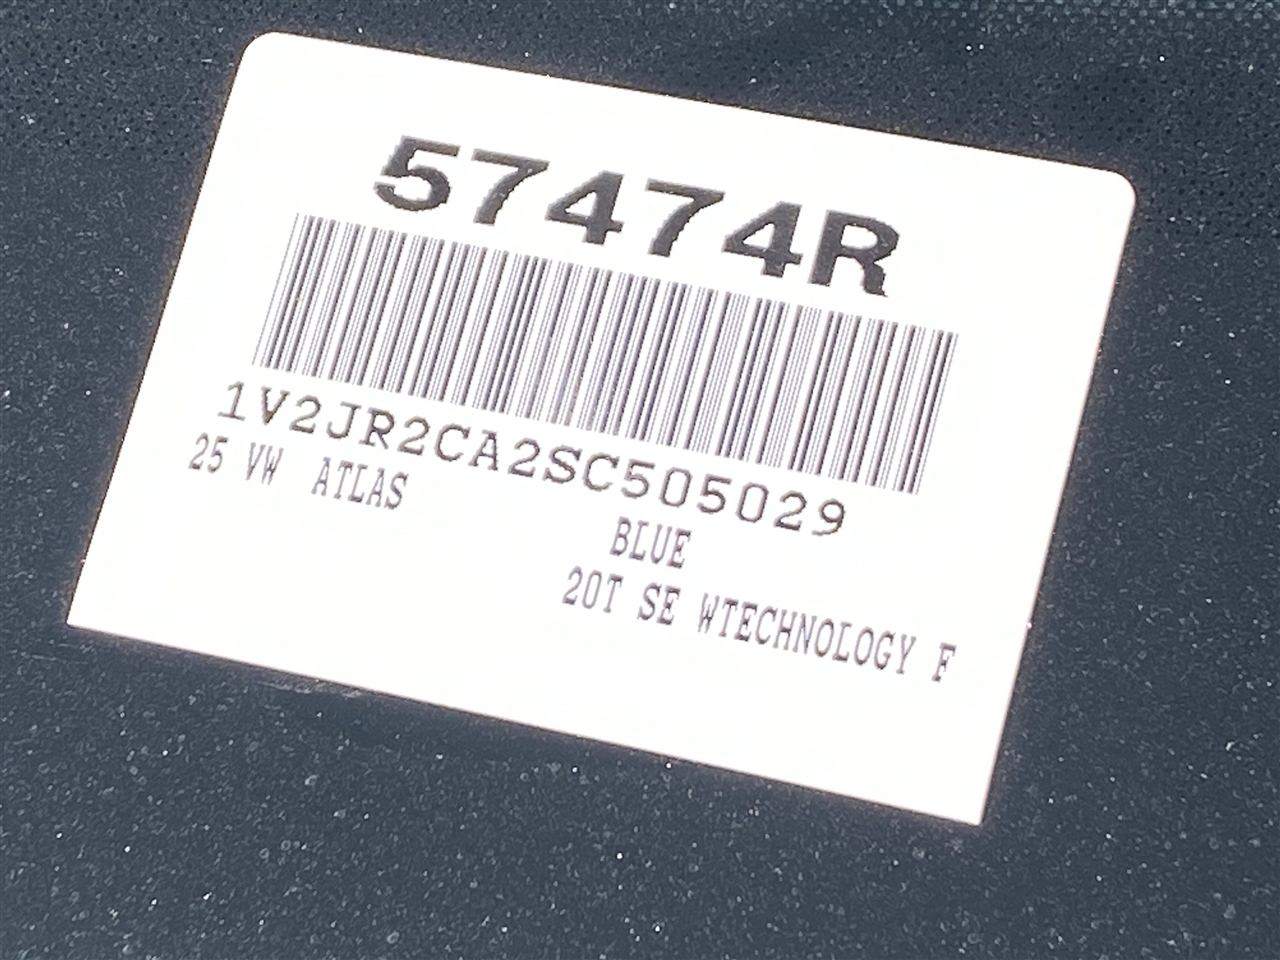 57474R
1V2JR2CA2SC505029
25 VW ATLAS
BLUE
20T SE WTECHNOLOGY F